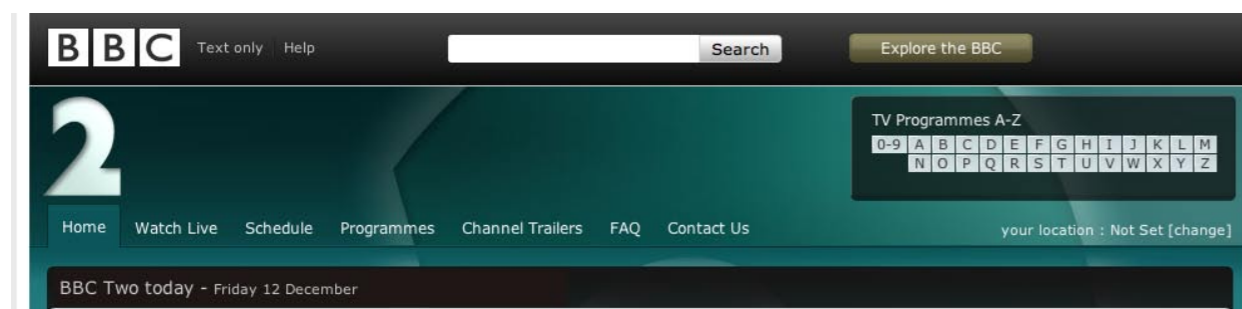 BBC Text only Help Search Explore the BBC
2
TV Programmes A-Z
0-9 A B C D E F G H I J K L M
N O P Q R S T U V W X Y Z
Home Watch Live Schedule Programmes Channel Trailers FAQ Contact Us your location : Not Set [change]
BBC Two today - Friday 12 December